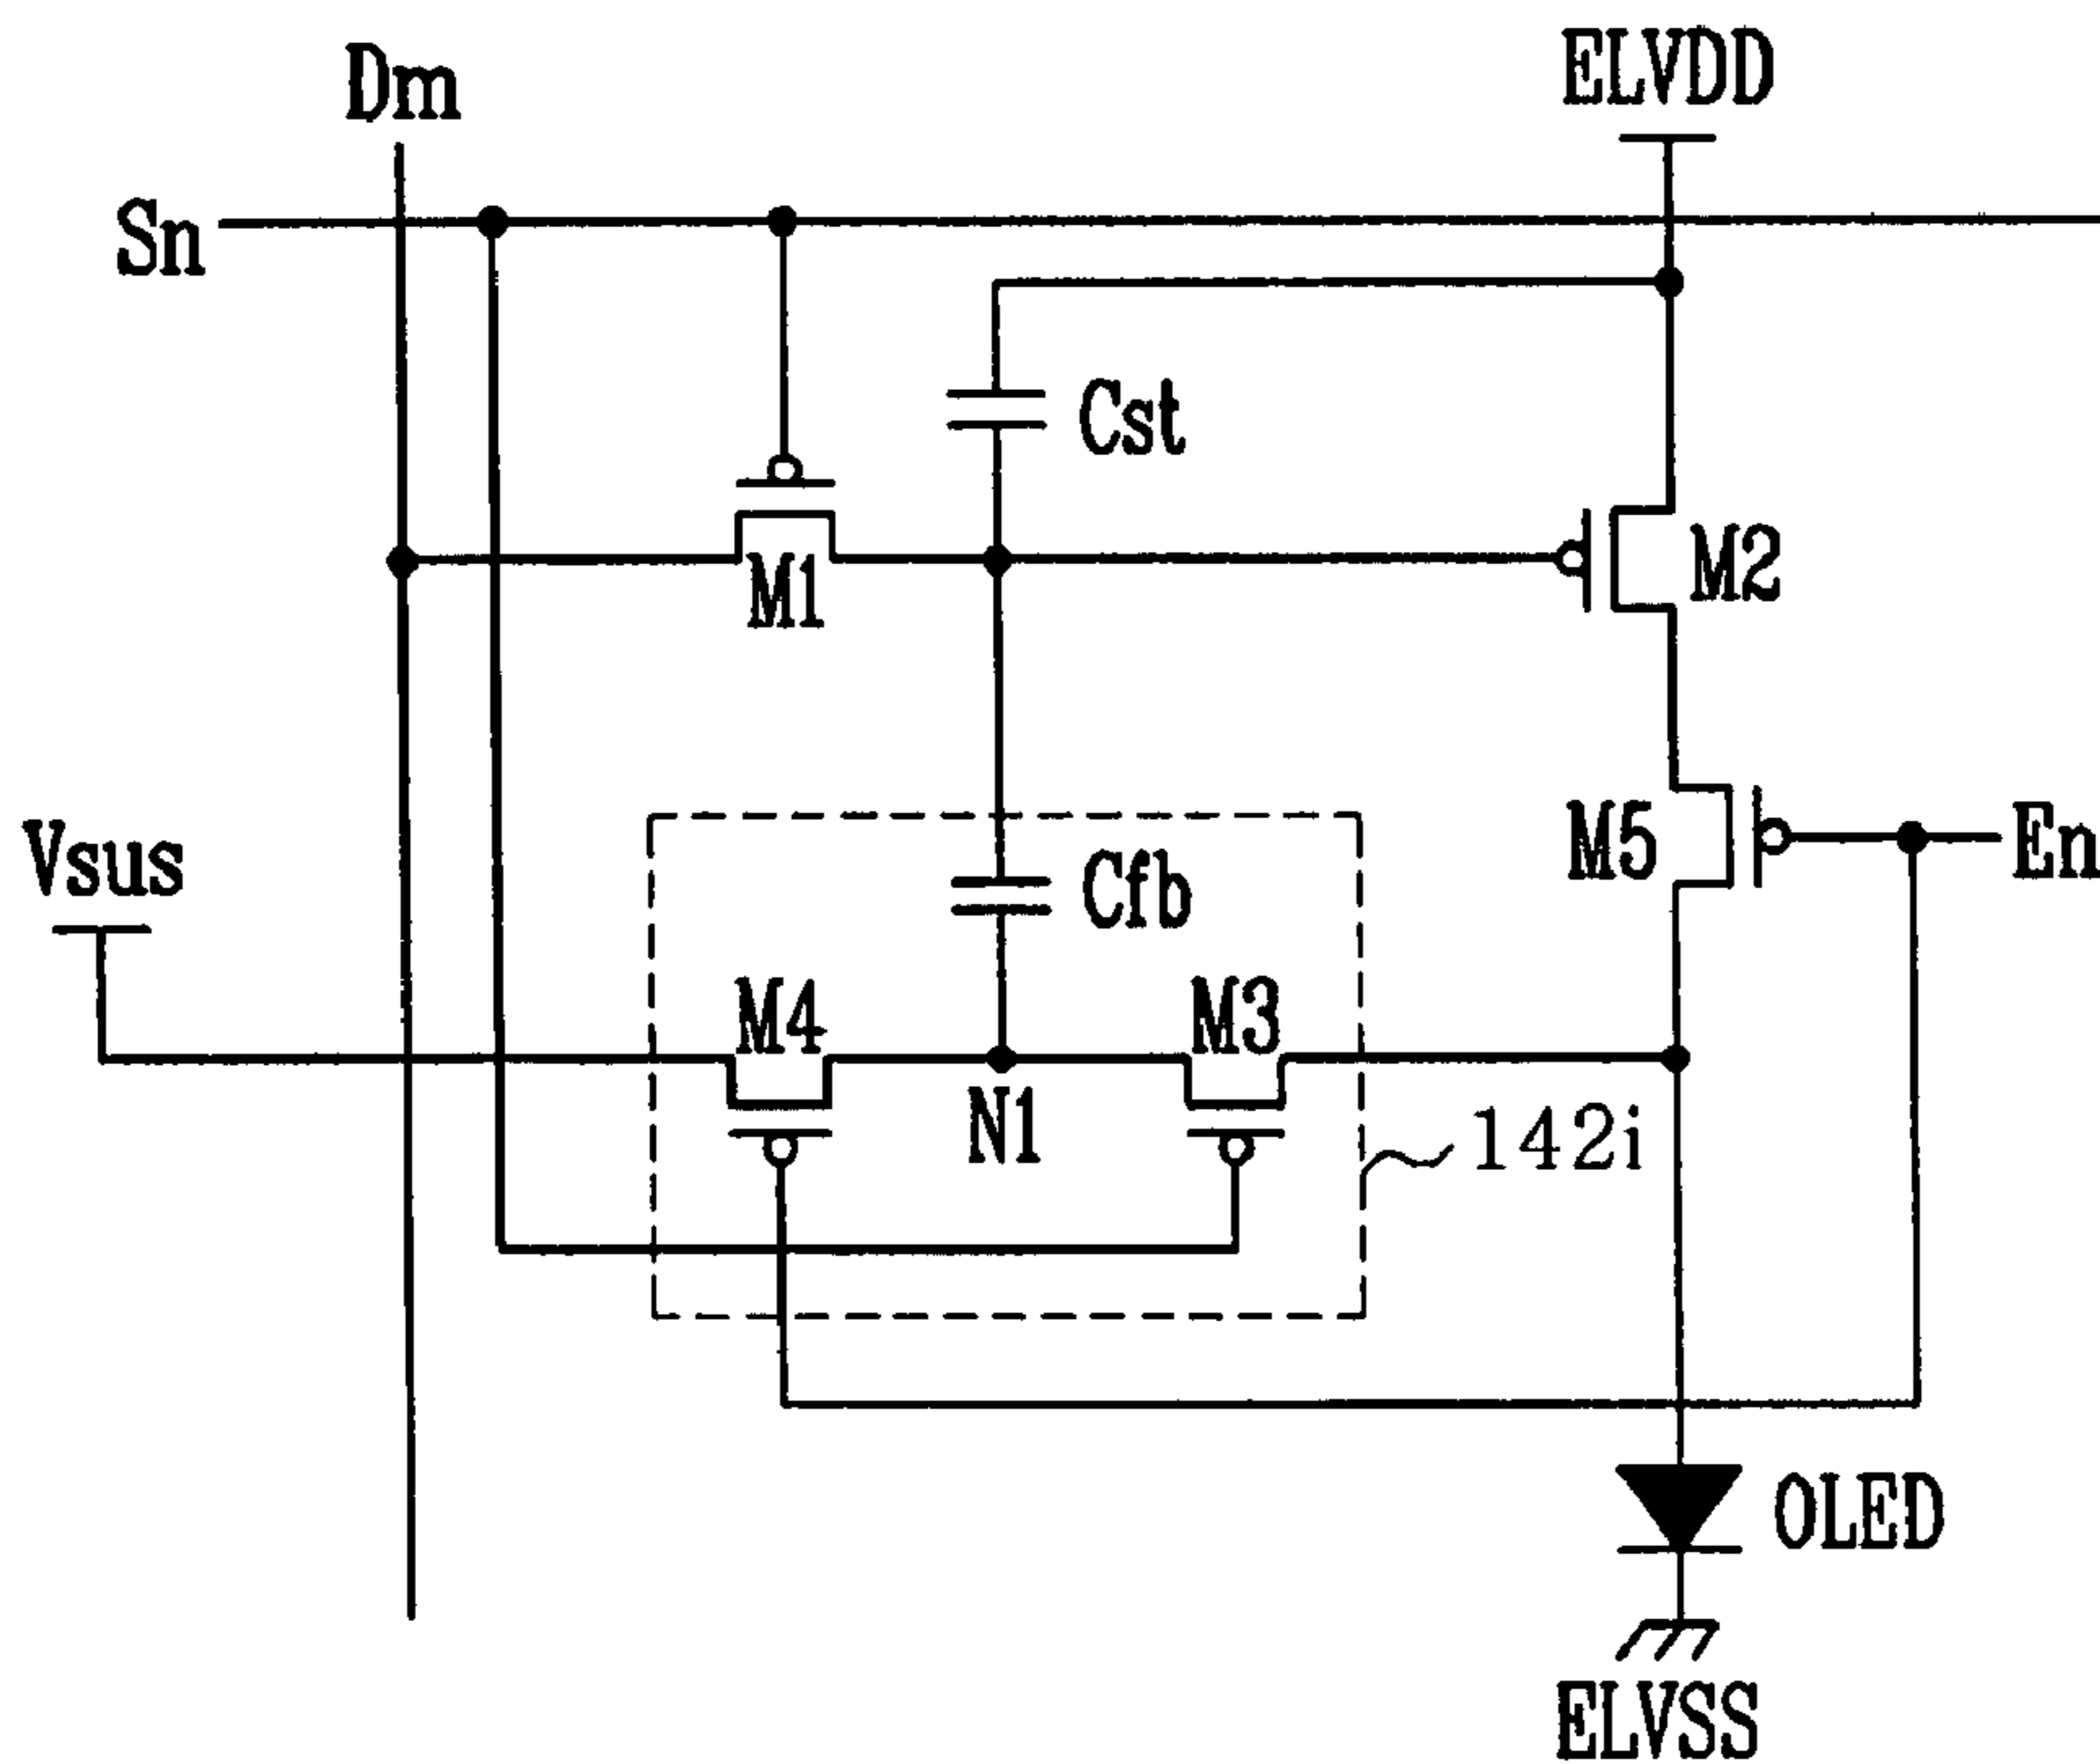 Dm
ELVDD
Sn
Cst
M1
M2
Vsus
Cfb
M5
En
M4
M3
N1
142i
OLED
ELVSS